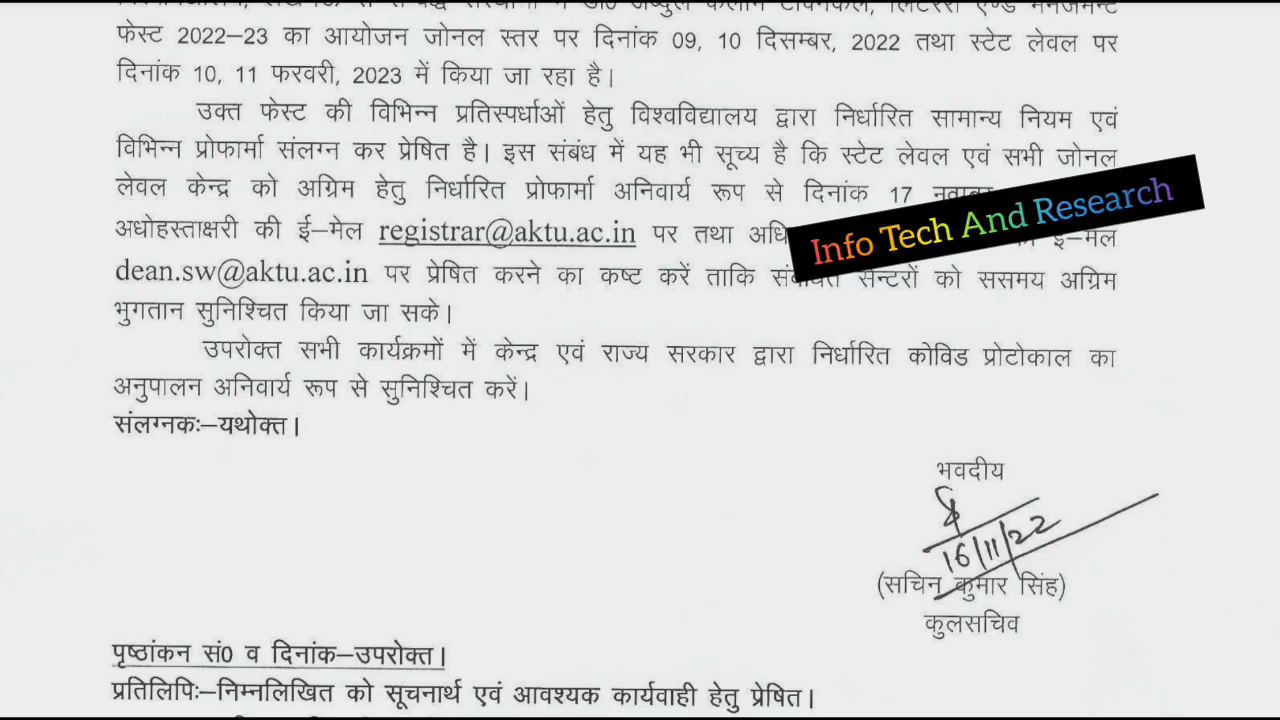 फेस्ट 2022–23 का आयोजन जोनल स्तर पर दिनांक 09, 10 दिसम्बर, 2022 तथा स्टेट लेवल पर
दिनांक 10, 11 फरवरी, 2023 में किया जा रहा है।
उक्त फेस्ट की विभिन्न प्रतिस्पर्धाओं हेतु विश्वविद्यालय द्वारा निर्धारित सामान्य नियम एवं
विभिन्न प्रोफार्मा संलग्न कर प्रेषित है। इस संबंध में यह भी सूच्य है कि स्टेट लेवल एवं सभी जोनल
लेवल केन्द्र को अग्रिम हेतु निर्धारित प्रोफार्मा अनिवार्य रूप से दिनांक 17
Info Tech And Research
अधोहस्ताक्षरी की ई–मेल registrar@aktu.ac.in पर तथा ई–मेल
dean.sw@aktu.ac.in पर प्रेषित करने का कष्ट करें ताकि सेन्टरों को ससमय अग्रिम
भुगतान सुनिश्चित किया जा सके।
उपरोक्त सभी कार्यक्रमों में केन्द्र एवं राज्य सरकार द्वारा निर्धारित कोविड प्रोटोकाल का
अनुपालन अनिवार्य रूप से सुनिश्चित करें।
संलग्नकः–यथोक्त।
भवदीय
16/11/22
(सचिन कुमार सिंह)
कुलसचिव
पृष्ठांकन सं0 व दिनांक–उपरोक्त।
प्रतिलिपिः–निम्नलिखित को सूचनार्थ एवं आवश्यक कार्यवाही हेतु प्रेषित।